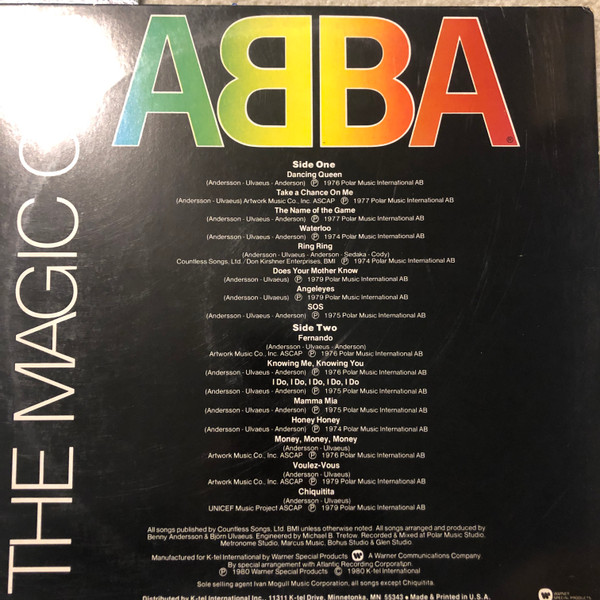 ABBA
®
THE MAGIC O
Side One
Dancing Queen
(Andersson - Ulvaeus - Anderson) Ⓟ 1976 Polar Music International AB
Take a Chance On Me
(Andersson - Ulvaeus) Artwork Music Co., Inc. ASCAP Ⓟ 1977 Polar Music International AB
The Name of the Game
(Andersson - Ulvaeus - Anderson) Ⓟ 1977 Polar Music International AB
Waterloo
(Andersson - Ulvaeus - Anderson) Ⓟ 1974 Polar Music International AB
Ring Ring
(Andersson - Ulvaeus - Anderson - Sedaka - Cody)
Countless Songs, Ltd./Don Kirshner Enterprises, BMI Ⓟ 1974 Polar Music International AB
Does Your Mother Know
(Andersson - Ulvaeus) Ⓟ 1979 Polar Music International AB
Angeleyes
(Andersson - Ulvaeus) Ⓟ 1979 Polar Music International AB
SOS
(Andersson - Ulvaeus - Anderson) Ⓟ 1975 Polar Music International AB
Side Two
Fernando
(Andersson - Ulvaeus - Anderson)
Artwork Music Co., Inc. ASCAP Ⓟ 1976 Polar Music International AB
Knowing Me, Knowing You
(Andersson - Ulvaeus - Anderson) Ⓟ 1976 Polar Music International AB
I Do, I Do, I Do, I Do, I Do
(Andersson - Ulvaeus - Anderson) Ⓟ 1975 Polar Music International AB
Mamma Mia
(Andersson - Ulvaeus - Anderson) Ⓟ 1975 Polar Music International AB
Honey Honey
(Andersson - Ulvaeus - Anderson) Ⓟ 1974 Polar Music International AB
Money, Money, Money
(Andersson - Ulvaeus)
Artwork Music Co., Inc. ASCAP Ⓟ 1976 Polar Music International AB
Voulez-Vous
(Andersson - Ulvaeus)
Artwork Music Co., Inc. ASCAP Ⓟ 1979 Polar Music International AB
Chiquitita
(Andersson - Ulvaeus)
UNICEF Music Project ASCAP Ⓟ 1979 Polar Music International AB
All songs published by Countless Songs, Ltd. BMI unless otherwise noted. All songs arranged and produced by
Benny Andersson & Björn Ulvaeus. Engineered by Michael B. Tretow. Recorded & Mixed at Polar Music Studio,
Metronome Studio, Marcus Music, Bohus Studio & Glen Studio.
Manufactured for K-tel International by Warner Special Products A Warner Communications Company.
By special arrangement with Atlantic Recording Corporation.
Ⓟ 1980 Warner Special Products © 1980 K-tel International
Sole selling agent Ivan Mogull Music Corporation, all songs except Chiquitita.
Distributed by K-tel International Inc., 11311 K-tel Drive, Minnetonka, MN 55343 • Made & Printed in U.S.A.
WARNER
SPECIAL PRODUCTS